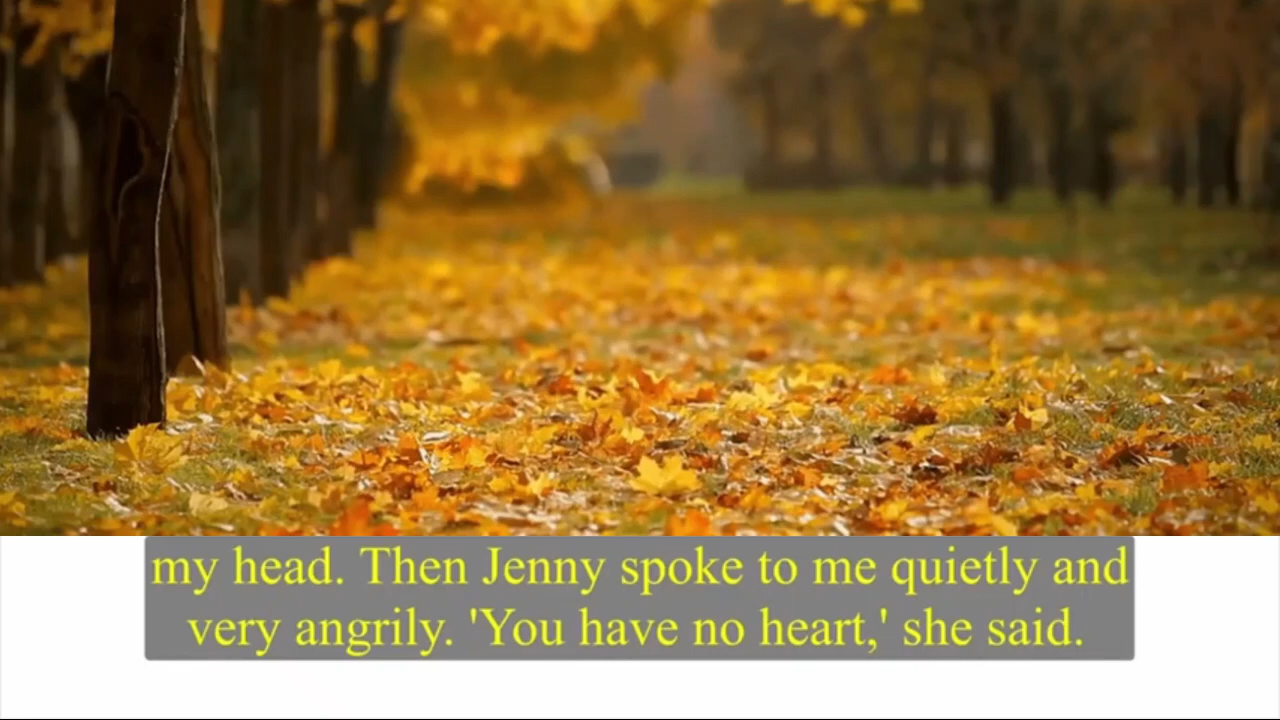 my head. Then Jenny spoke to me quietly and
very angrily. 'You have no heart,' she said.